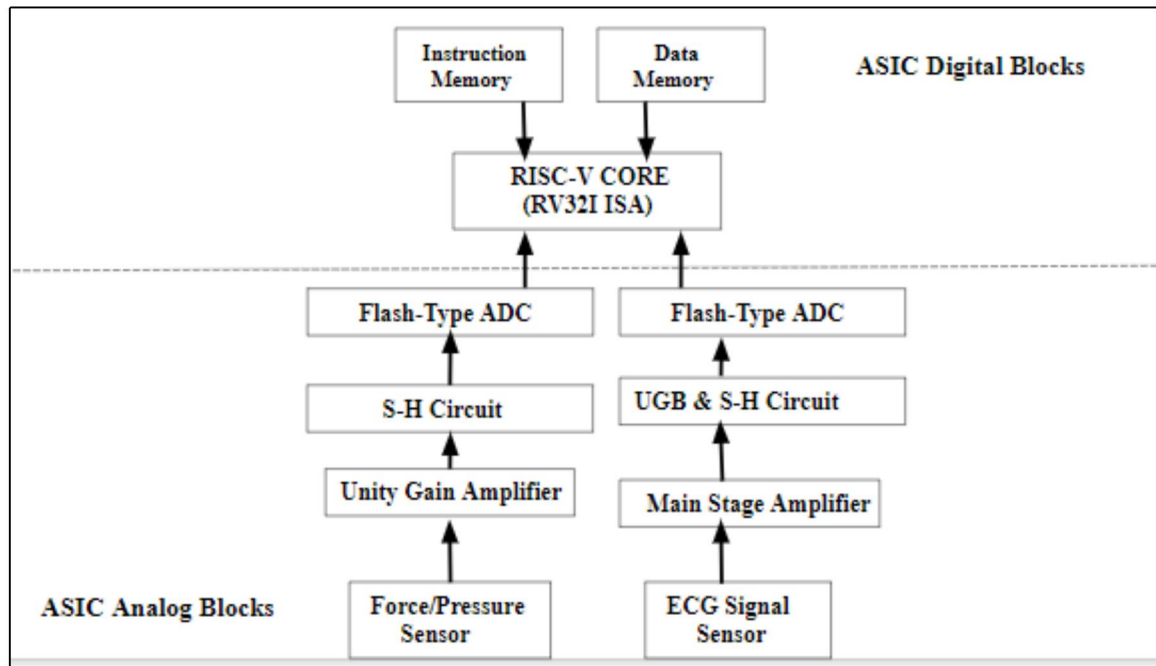 Instruction
Memory
Data
Memory
ASIC Digital Blocks
RISC-V CORE
(RV32I ISA)
Flash-Type ADC
Flash-Type ADC
S-H Circuit
UGB & S-H Circuit
Unity Gain Amplifier
Main Stage Amplifier
ASIC Analog Blocks
Force/Pressure
Sensor
ECG Signal
Sensor